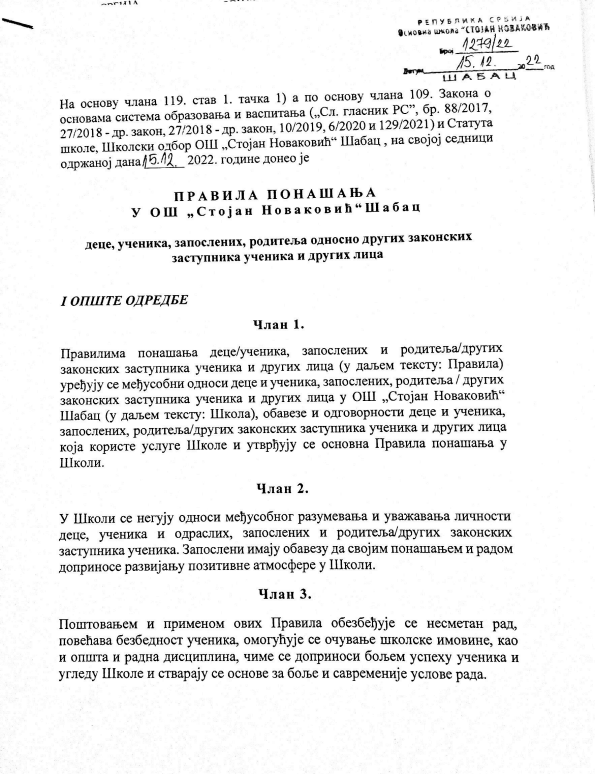 РЕПУБЛИКА СРБИЈА
Основна школа "СТОЈАН НОВАКОВИЋ"
Број 1279/22
Датум 15.12. 2022 год
ШАБАЦ
На основу члана 119. став 1. тачка 1) а по основу члана 109. Закона о
основама система образовања и васпитања („Сл. гласник РС”, бр. 88/2017,
27/2018 - др. закон, 27/2018 - др. закон, 10/2019, 6/2020 и 129/2021) и Статута
школе, Школски одбор ОШ „Стојан Новаковић“ Шабац , на својој седници
одржаној дана 15.12. 2022. године донео је
ПРАВИЛА ПОНАШАЊА
У ОШ „Стојан Новаковић“ Шабац
деце, ученика, запослених, родитеља односно других законских
заступника ученика и других лица
I ОПШТЕ ОДРЕДБЕ
Члан 1.
Правилима понашања деце/ученика, запослених и родитеља/других
законских заступника ученика и других лица (у даљем тексту: Правила)
уређују се међусобни односи деце и ученика, запослених, родитеља / других
законских заступника ученика и других лица у ОШ „Стојан Новаковић“
Шабац (у даљем тексту: Школа), обавезе и одговорности деце и ученика,
запослених, родитеља/других законских заступника ученика и других лица
која користе услуге Школе и утврђују се основна Правила понашања у
Школи.
Члан 2.
У Школи се негују односи међусобног разумевања и уважавања личности
деце, ученика и одраслих, запослених и родитеља/других законских
заступника ученика. Запослени имају обавезу да својим понашањем и радом
доприносе развијању позитивне атмосфере у Школи.
Члан 3.
Поштовањем и применом ових Правила обезбеђује се несметан рад,
повећава безбедност ученика, омогућује се очување школске имовине, као
и општа и радна дисциплина, чиме се доприноси бољем успеху ученика и
угледу Школе и стварају се основе за боље и савременије услове рада.